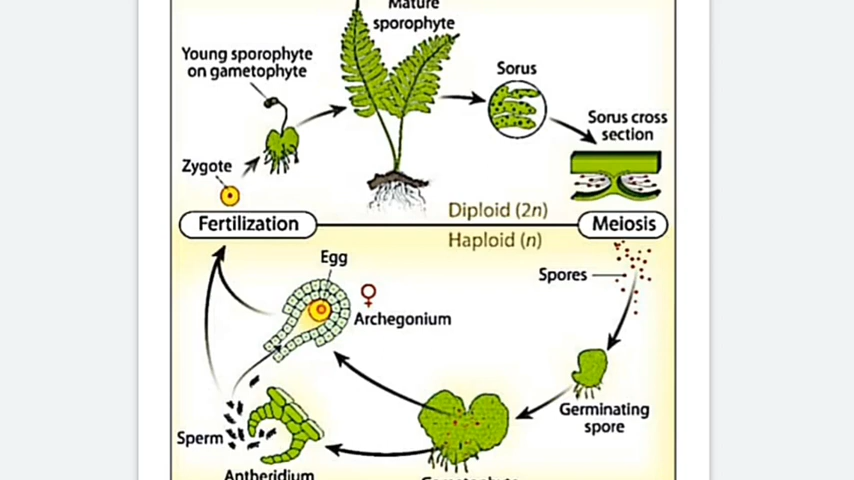 Mature
sporophyte
Young sporophyte
on gametophyte
Sorus
Sorus cross
section
Zygote
Diploid (2n)
Fertilization
Meiosis
Haploid (n)
Egg
Spores
♀
Archegonium
Germinating
spore
Sperm
Antheridium
Gametophyte